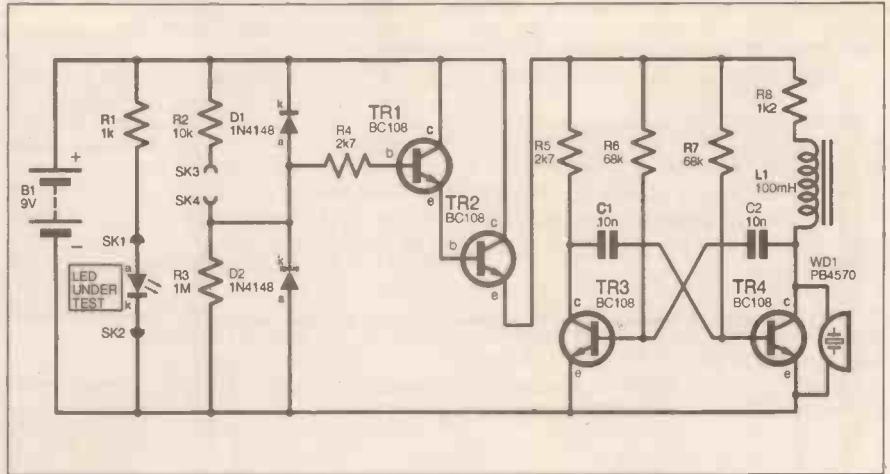 B1
9V
+
−
R1
1k
SK1
a
LED
UNDER
TEST
k
SK2
R2
10k
SK3
SK4
R3
1M
D1
1N4148
k
a
D2
1N4148
k
a
R4
2k7
TR1
BC108
c
b
e
TR2
BC108
c
b
e
R5
2k7
R6
68k
R7
68k
R8
1k2
L1
100mH
C1
10n
C2
10n
TR3
BC108
c
e
TR4
BC108
c
e
WD1
PB4570